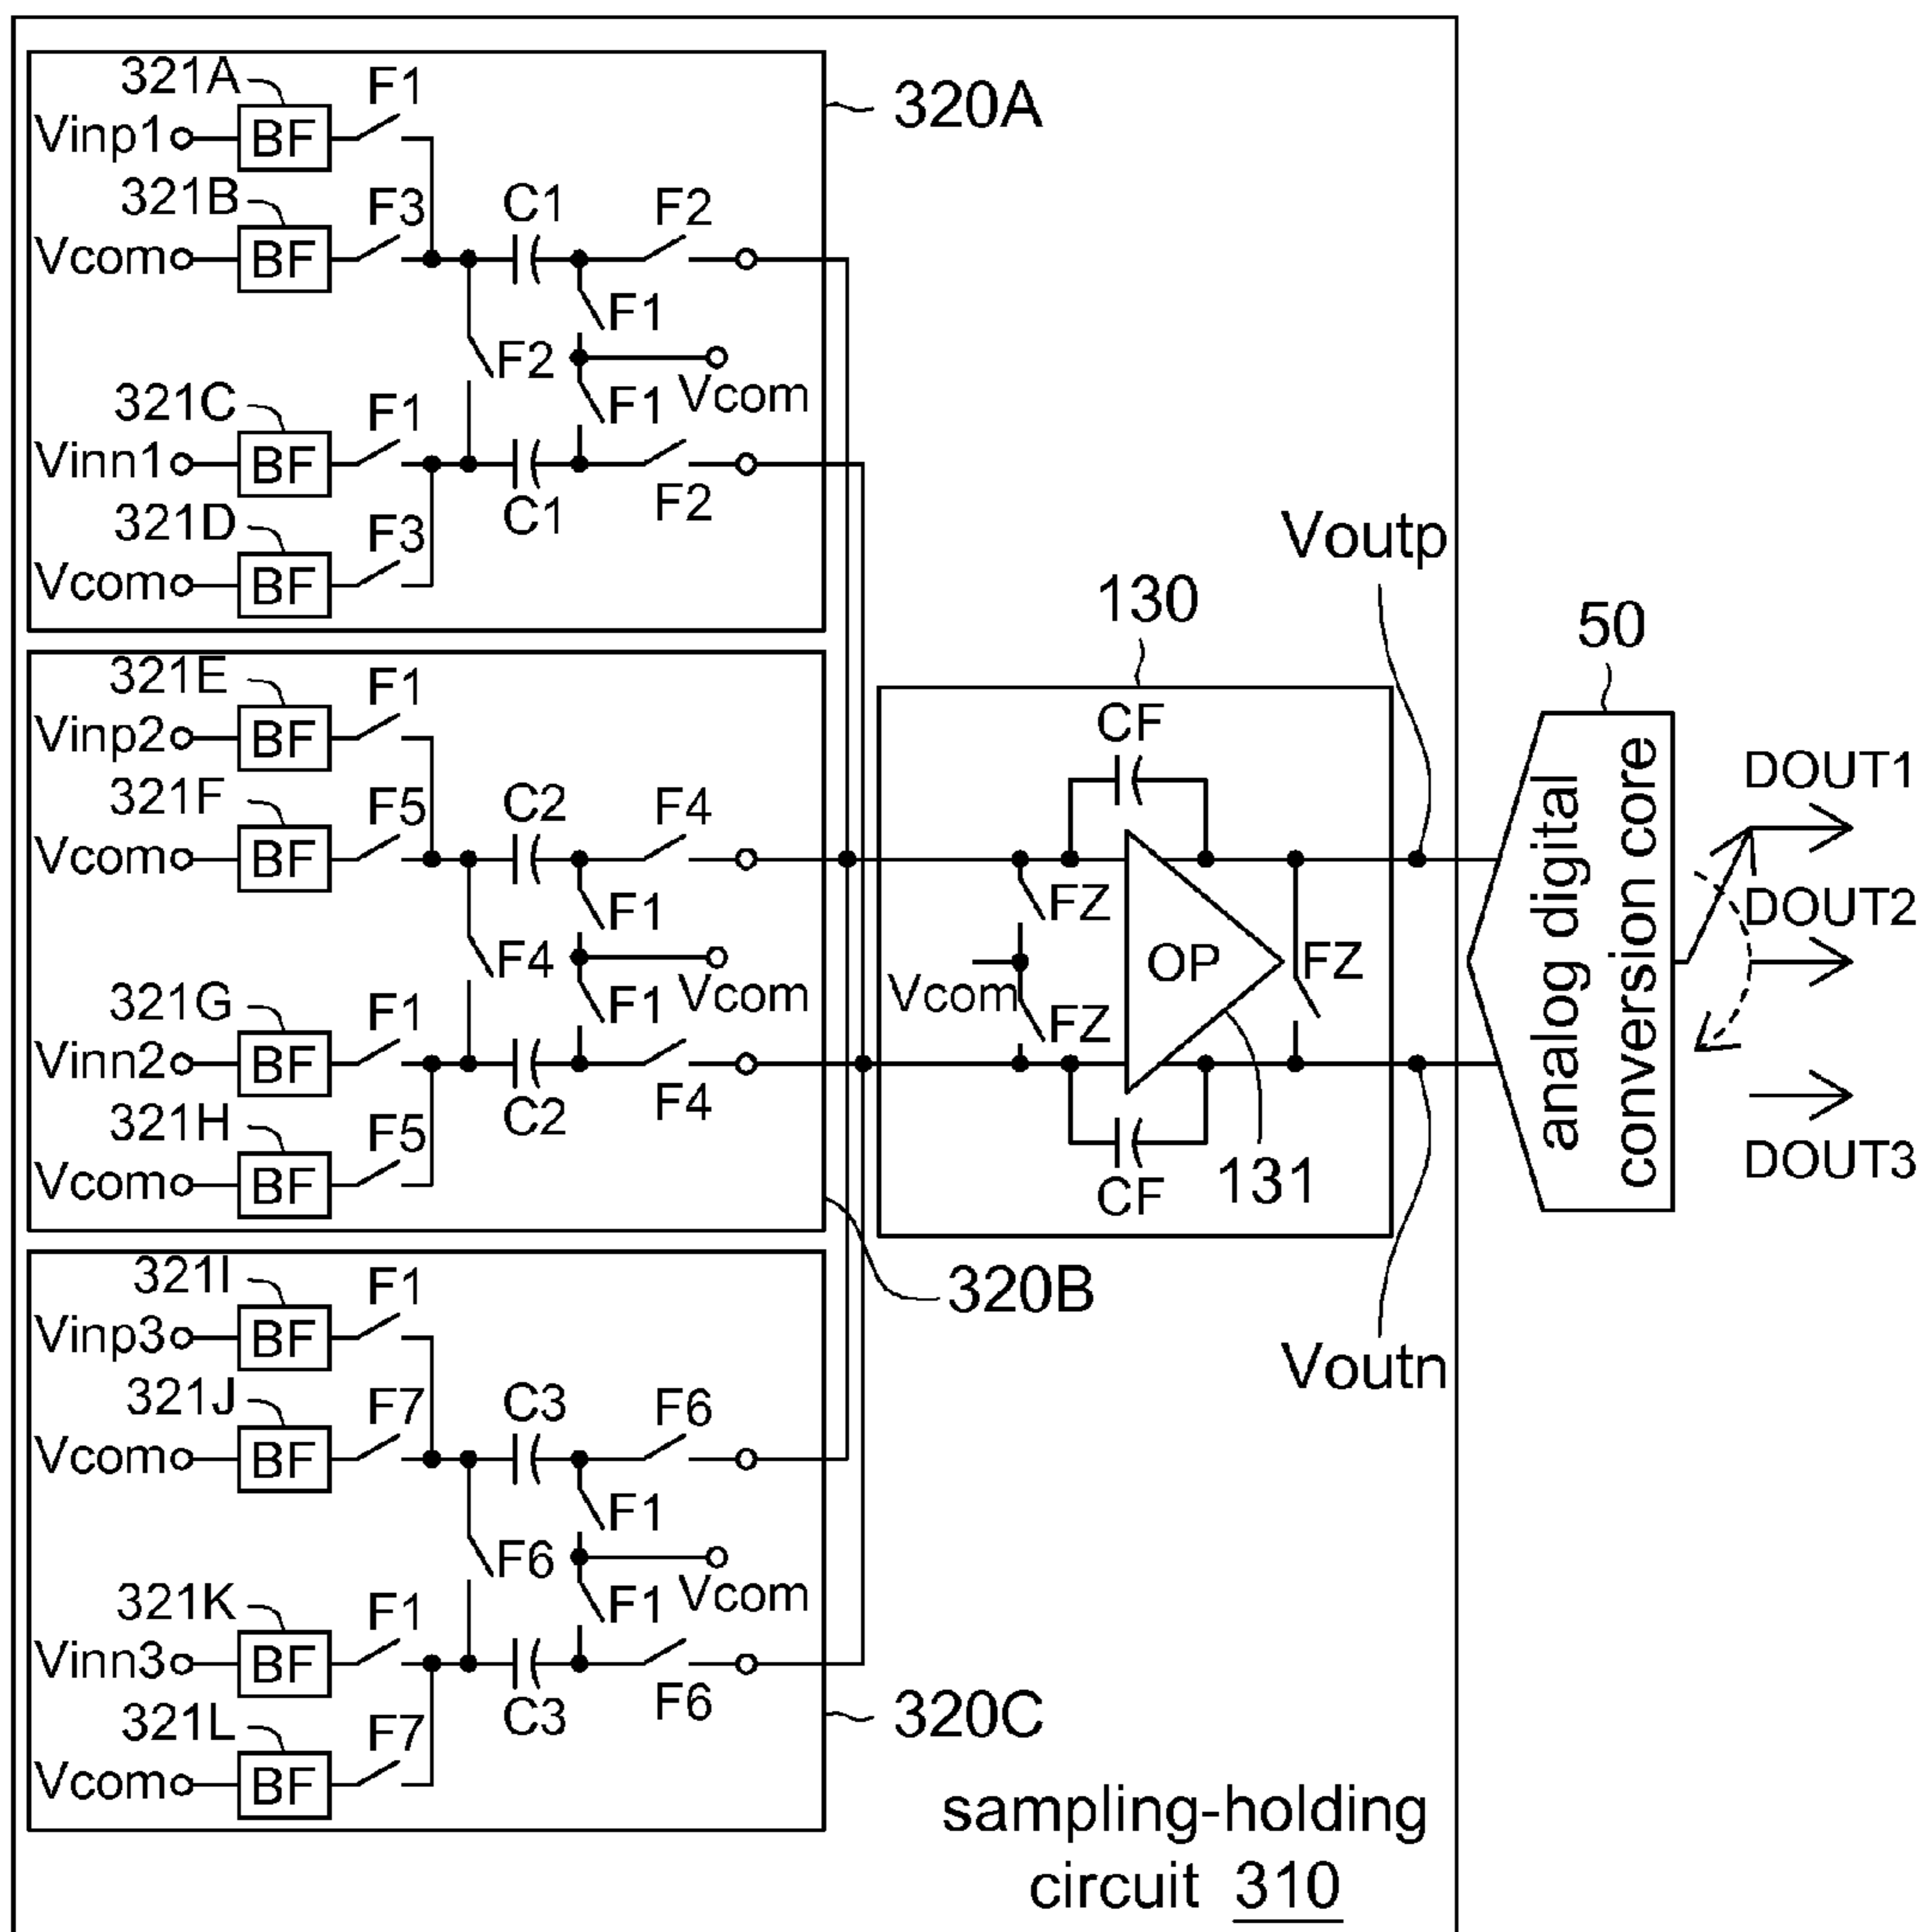 321A
F1
320A
Vinp1
BF
321B
F3
C1
F2
Vcom
BF
F1
F2
Vcom
321C
F1
F1
Vinn1
BF
321D
F3
C1
F2
Vcom
BF
Voutp
130
50
321E
F1
Vinp2
BF
CF
321F
F5
C2
F4
DOUT1
Vcom
BF
F1
FZ
DOUT2
F4
Vcom
OP
FZ
321G
F1
F1
Vcom
FZ
Vinn2
BF
321H
F5
C2
F4
131
DOUT3
Vcom
BF
CF
analog digital
conversion core
321I
F1
320B
Vinp3
BF
Voutn
321J
F7
C3
F6
Vcom
BF
F1
F6
Vcom
321K
F1
F1
Vinn3
BF
321L
F7
C3
F6
320C
Vcom
BF
sampling-holding
circuit 310